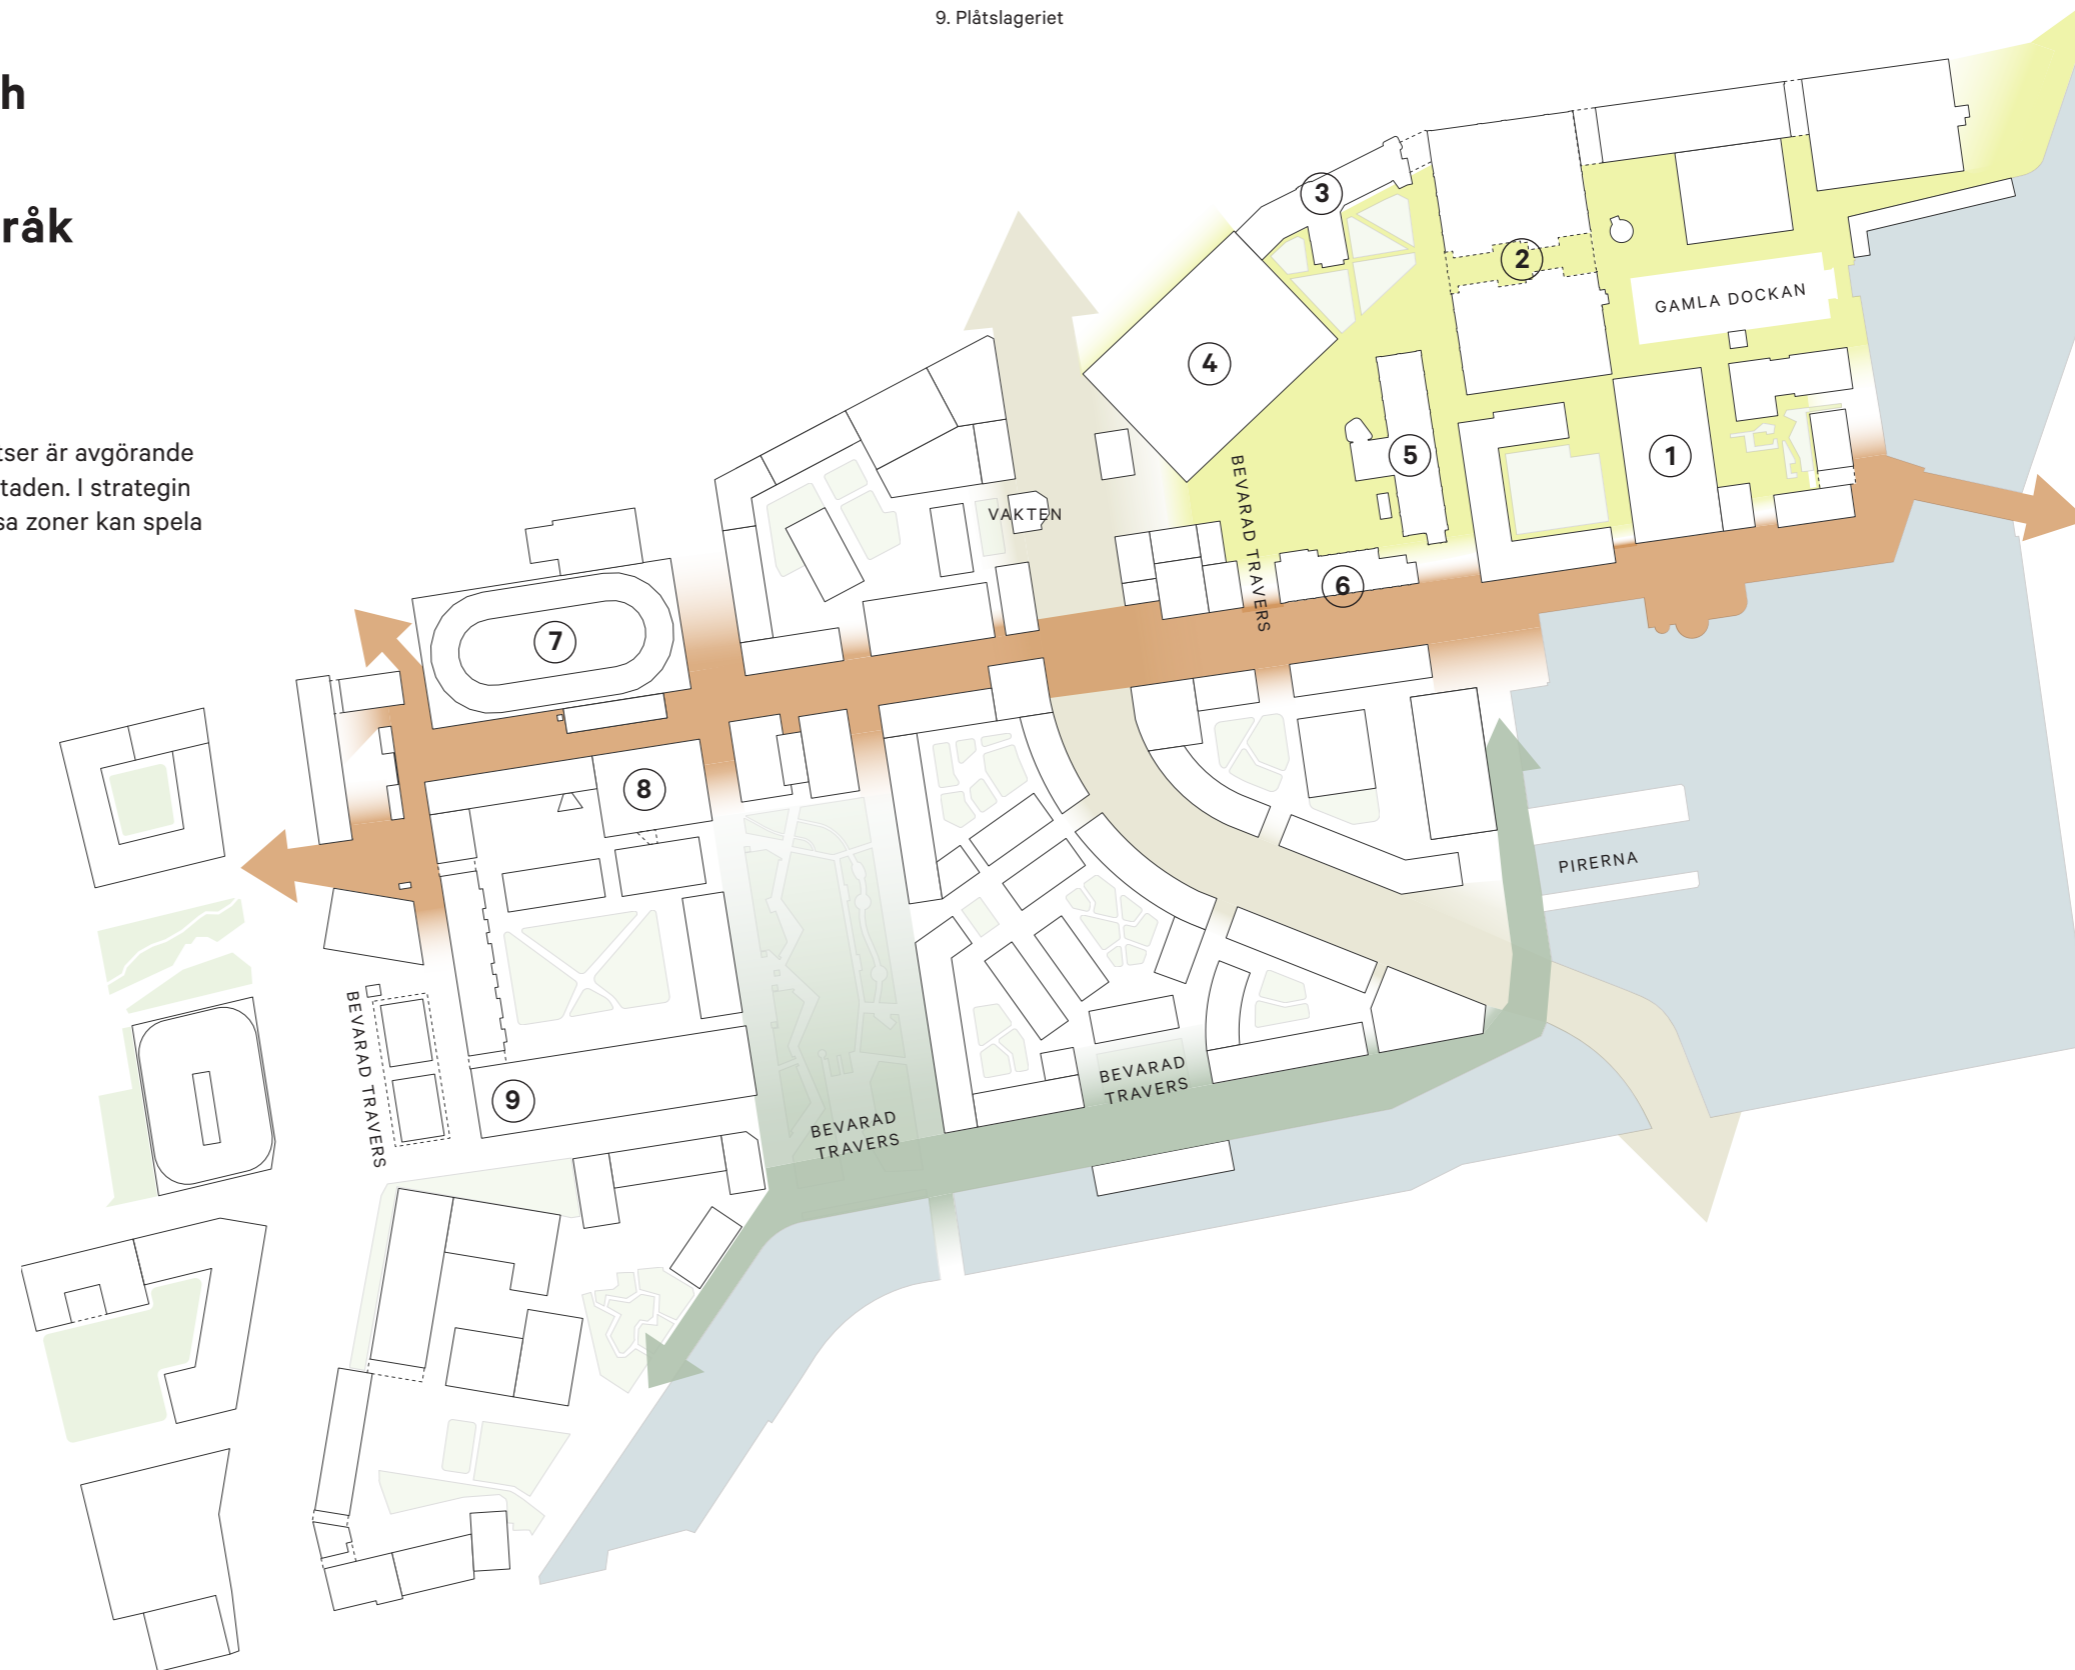 9. Plåtslageriet
h
råk
tser är avgörande
taden. I strategin
sa zoner kan spela
3
2
GAMLA DOCKAN
4
5
1
BEVARAD TRAVERS
VAKTEN
6
7
8
PIRERNA
BEVARAD TRAVERS
9
BEVARAD
TRAVERS
BEVARAD
TRAVERS